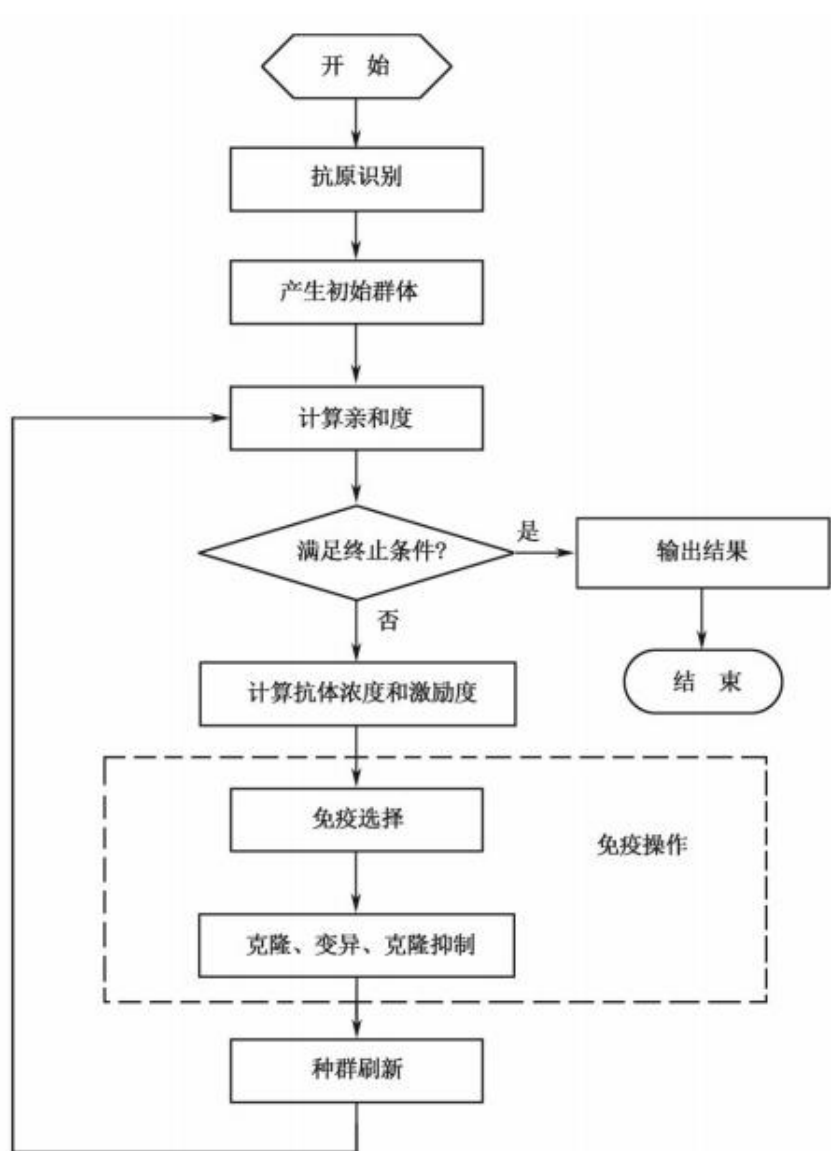 开 始
抗原识别
产生初始群体
计算亲和度
满足终止条件?
是
输出结果
否
结 束
计算抗体浓度和激励度
免疫选择
免疫操作
克隆、变异、克隆抑制
种群刷新